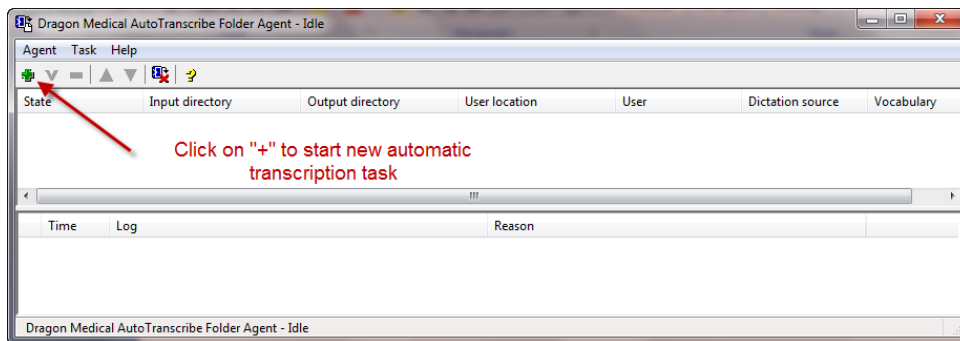 Dragon Medical AutoTranscribe Folder Agent - Idle
Agent Task Help
State Input directory Output directory User location User Dictation source Vocabulary
Click on "+" to start new automatic
transcription task
Time Log Reason
Dragon Medical AutoTranscribe Folder Agent - Idle